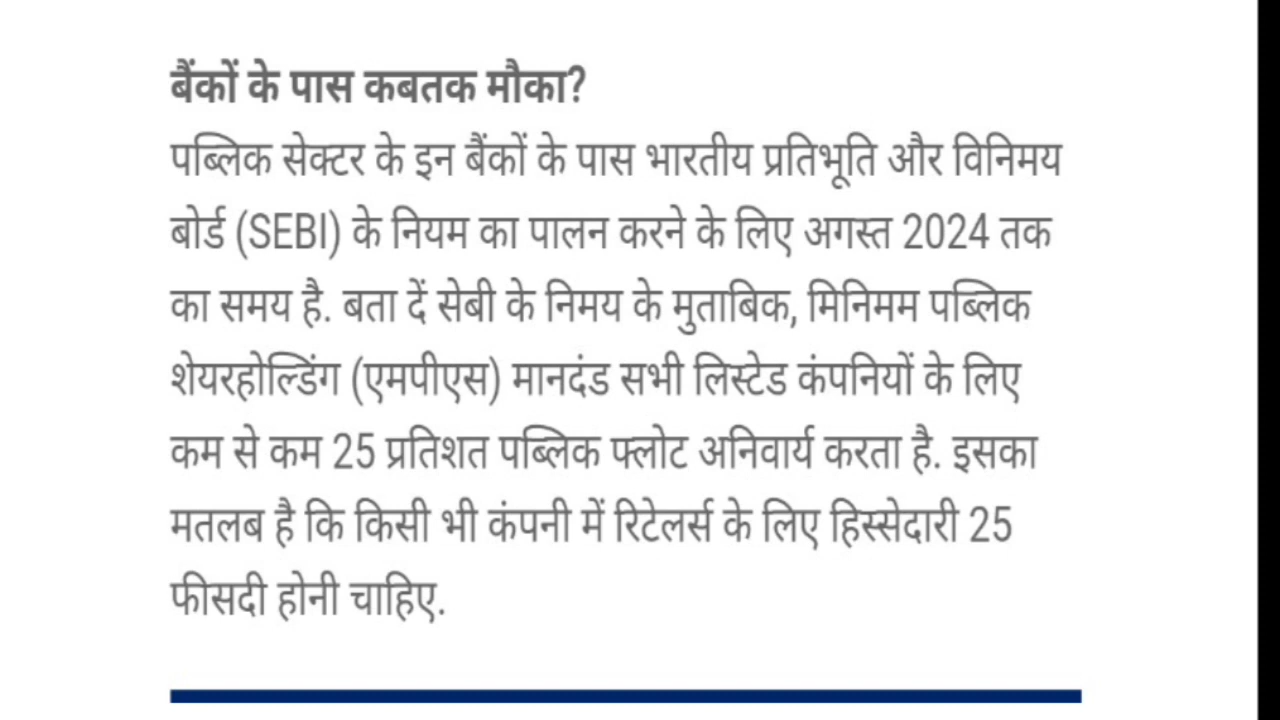 बैंकों के पास कबतक मौका?
पब्लिक सेक्टर के इन बैंकों के पास भारतीय प्रतिभूति और विनिमय
बोर्ड (SEBI) के नियम का पालन करने के लिए अगस्त 2024 तक
का समय है. बता दें सेबी के निमय के मुताबिक, मिनिमम पब्लिक
शेयरहोल्डिंग (एमपीएस) मानदंड सभी लिस्टेड कंपनियों के लिए
कम से कम 25 प्रतिशत पब्लिक फ्लोट अनिवार्य करता है. इसका
मतलब है कि किसी भी कंपनी में रिटेलर्स के लिए हिस्सेदारी 25
फीसदी होनी चाहिए.